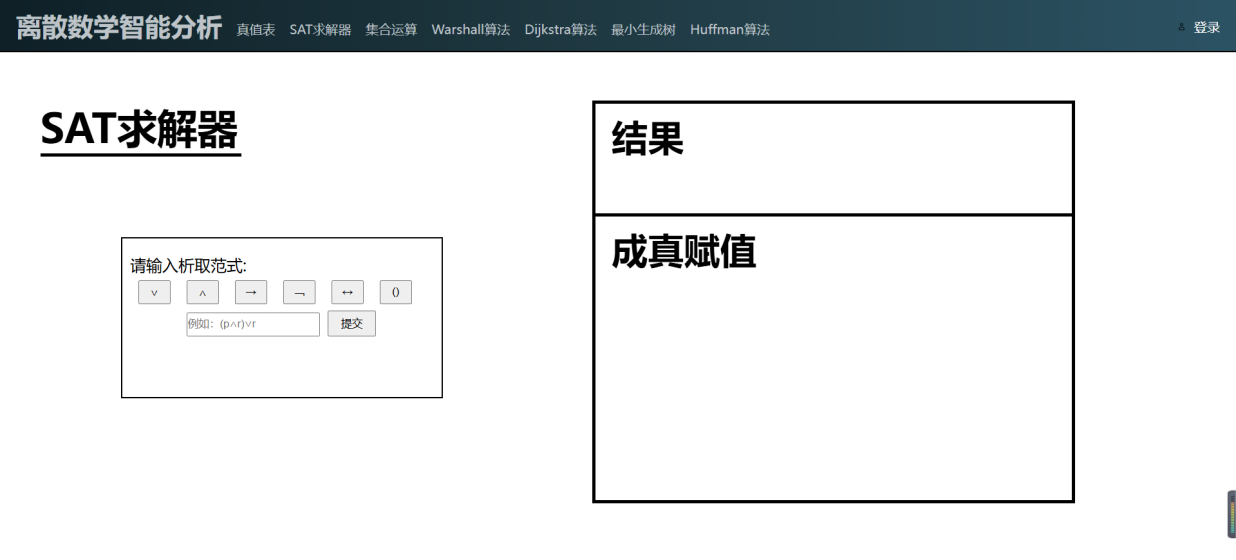 离散数学智能分析 真值表 SAT求解器 集合运算 Warshall算法 Dijkstra算法 最小生成树 Huffman算法 登录
SAT求解器
请输入析取范式:
∨ ∧ → ﹁ ↔ ()
例如：(p∧r)∨r 提交
结果
成真赋值